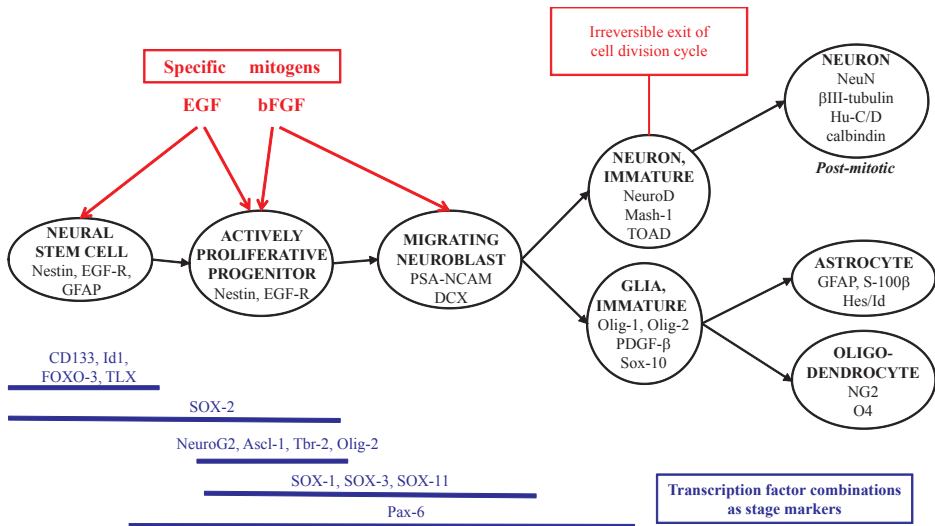 Specific mitogens
EGF bFGF
Irreversible exit of
cell division cycle
NEURON
NeuN
βIII-tubulin
Hu-C/D
calbindin
Post-mitotic
NEURON,
IMMATURE
NeuroD
Mash-1
TOAD
NEURAL
STEM CELL
Nestin, EGF-R,
GFAP
ACTIVELY
PROLIFERATIVE
PROGENITOR
Nestin, EGF-R
MIGRATING
NEUROBLAST
PSA-NCAM
DCX
GLIA,
IMMATURE
Olig-1, Olig-2
PDGF-β
Sox-10
ASTROCYTE
GFAP, S-100β
Hes/Id
OLIGO-
DENDROCYTE
NG2
O4
CD133, Id1,
FOXO-3, TLX
SOX-2
NeuroG2, Ascl-1, Tbr-2, Olig-2
SOX-1, SOX-3, SOX-11
Pax-6
Transcription factor combinations
as stage markers